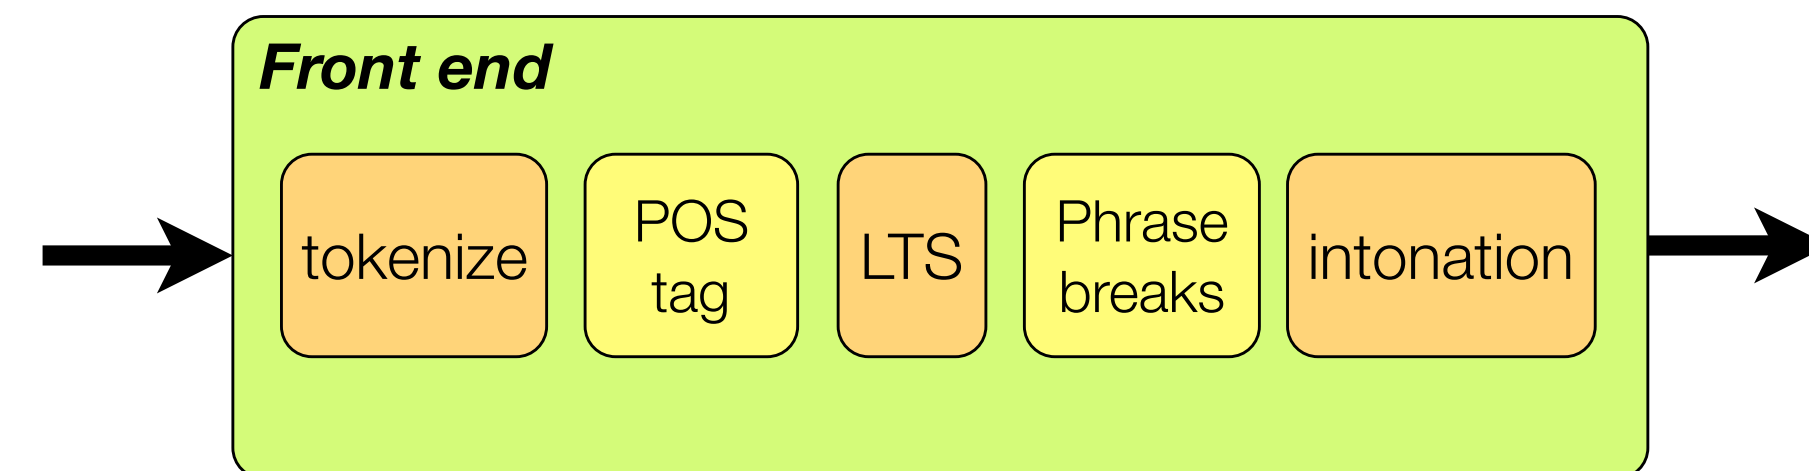 Front end
tokenize
POS
tag
LTS
Phrase
breaks
intonation